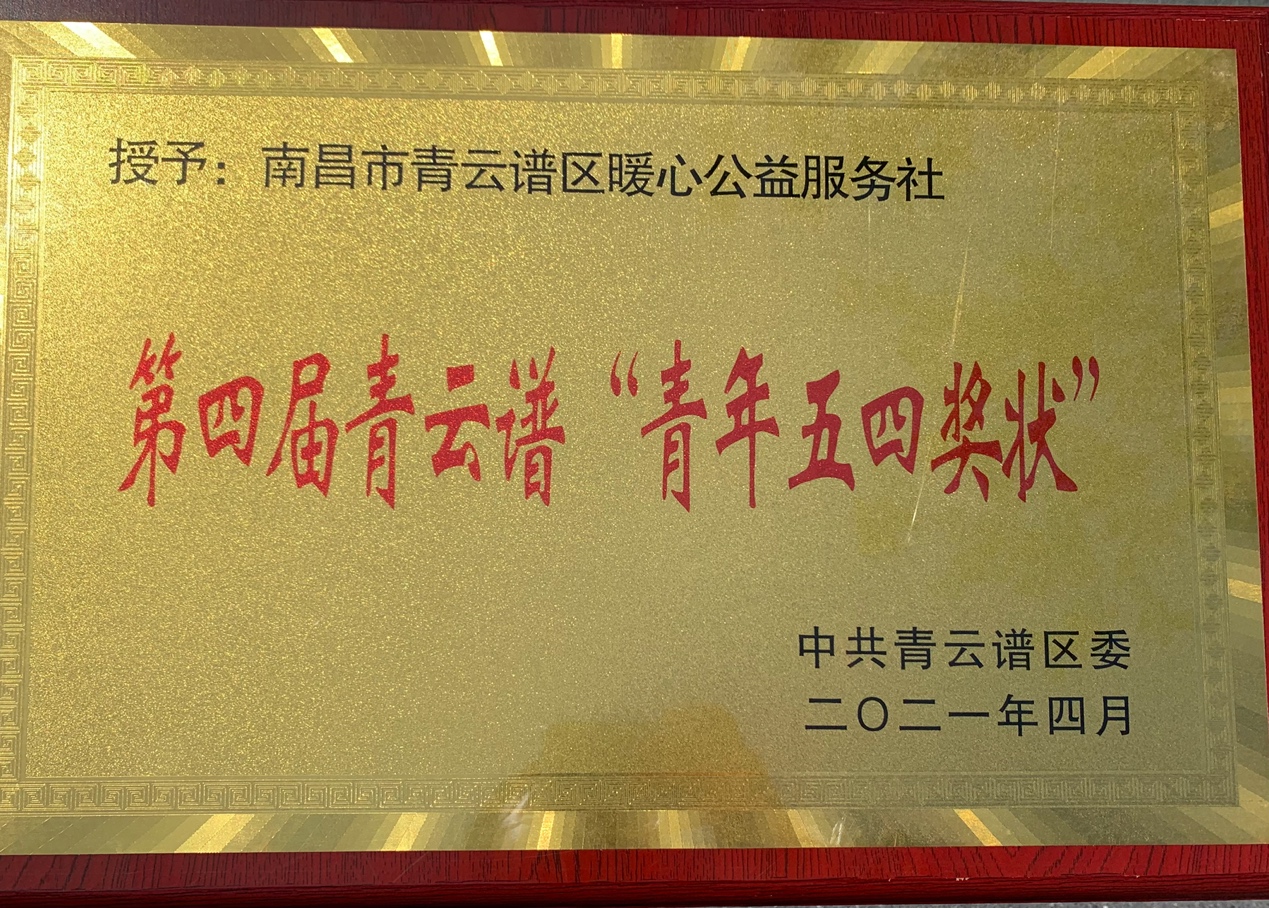 授予：南昌市青云谱区暖心公益服务社
第四届青云谱“青年五四奖状”
中共青云谱区委
二〇二一年四月